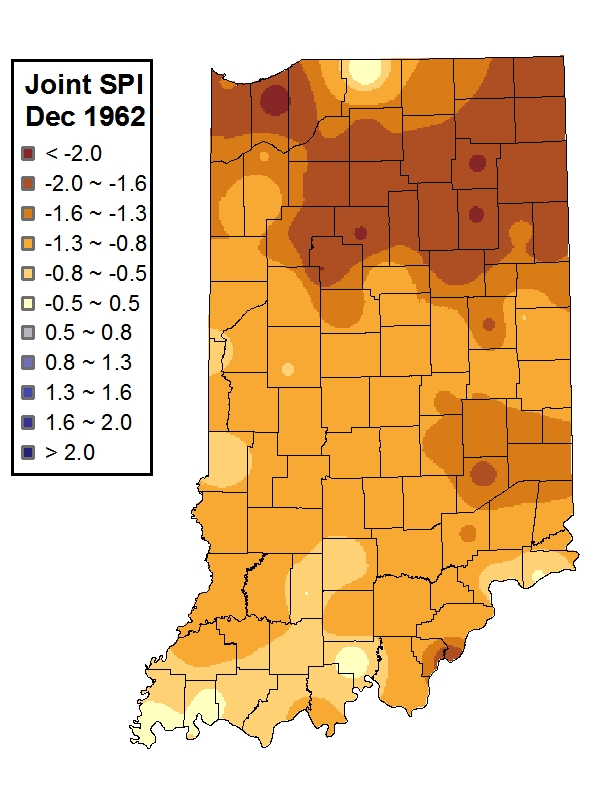 Joint SPI
Dec 1962
< -2.0
-2.0 ~ -1.6
-1.6 ~ -1.3
-1.3 ~ -0.8
-0.8 ~ -0.5
-0.5 ~ 0.5
0.5 ~ 0.8
0.8 ~ 1.3
1.3 ~ 1.6
1.6 ~ 2.0
> 2.0